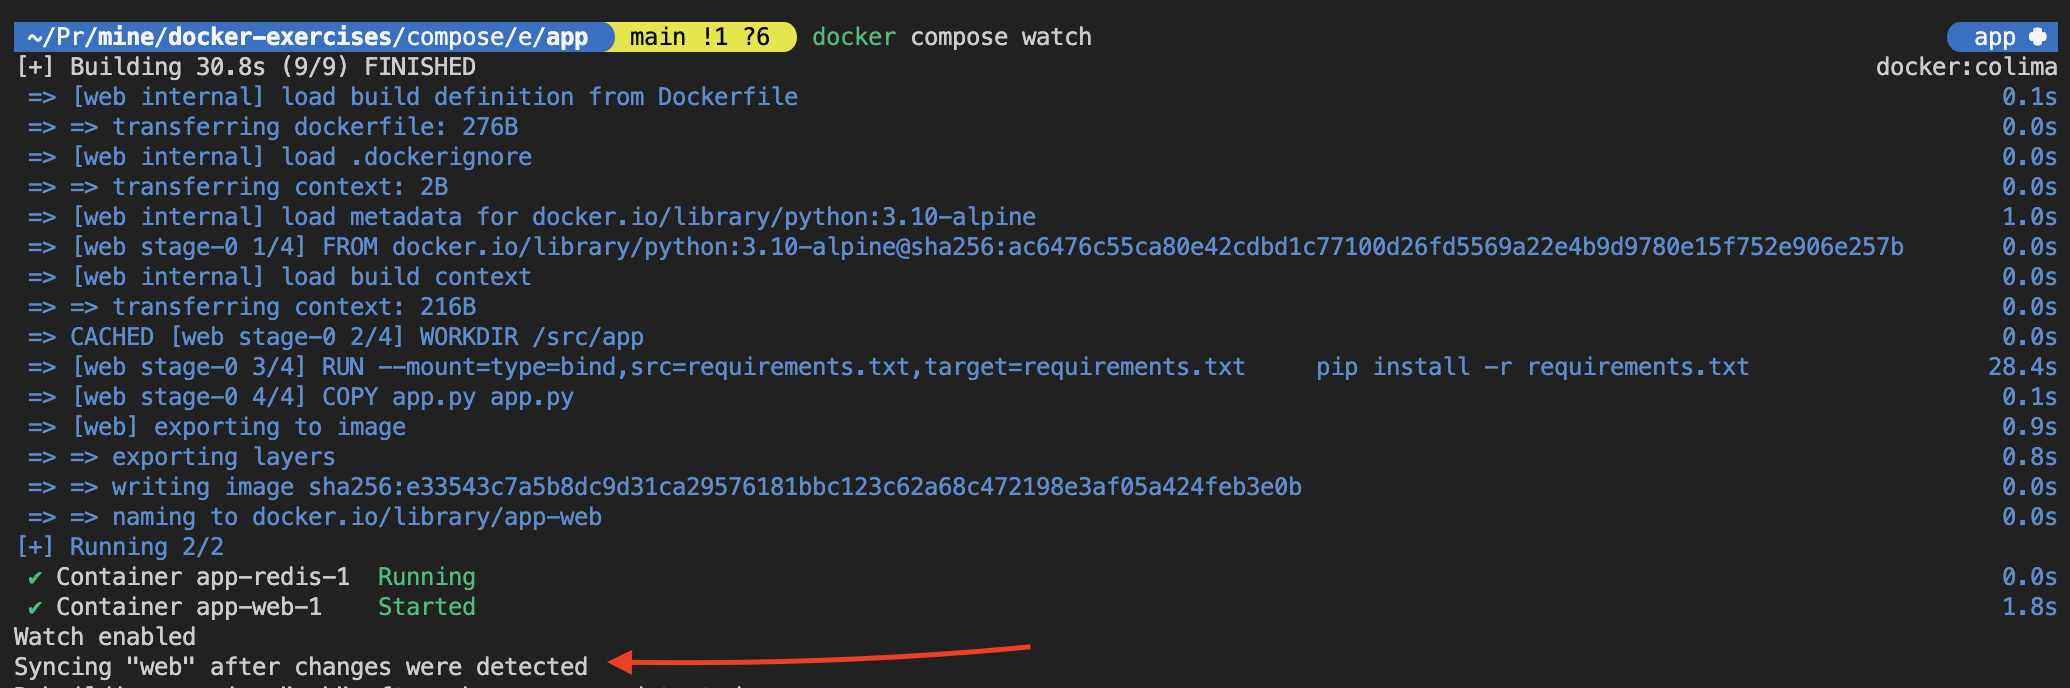 ~/Pr/mine/docker-exercises/compose/e/app main !1 ?6 docker compose watch app
[+] Building 30.8s (9/9) FINISHED docker:colima
=> [web internal] load build definition from Dockerfile 0.1s
=> => transferring dockerfile: 276B 0.0s
=> [web internal] load .dockerignore 0.0s
=> => transferring context: 2B 0.0s
=> [web internal] load metadata for docker.io/library/python:3.10-alpine 1.0s
=> [web stage-0 1/4] FROM docker.io/library/python:3.10-alpine@sha256:ac6476c55ca80e42cdbd1c77100d26fd5569a22e4b9d9780e15f752e906e257b 0.0s
=> [web internal] load build context 0.0s
=> => transferring context: 216B 0.0s
=> CACHED [web stage-0 2/4] WORKDIR /src/app 0.0s
=> [web stage-0 3/4] RUN --mount=type=bind,src=requirements.txt,target=requirements.txt     pip install -r requirements.txt 28.4s
=> [web stage-0 4/4] COPY app.py app.py 0.1s
=> [web] exporting to image 0.9s
=> => exporting layers 0.8s
=> => writing image sha256:e33543c7a5b8dc9d31ca29576181bbc123c62a68c472198e3af05a424feb3e0b 0.0s
=> => naming to docker.io/library/app-web 0.0s
[+] Running 2/2
✔ Container app-redis-1  Running 0.0s
✔ Container app-web-1    Started 1.8s
Watch enabled
Syncing "web" after changes were detected